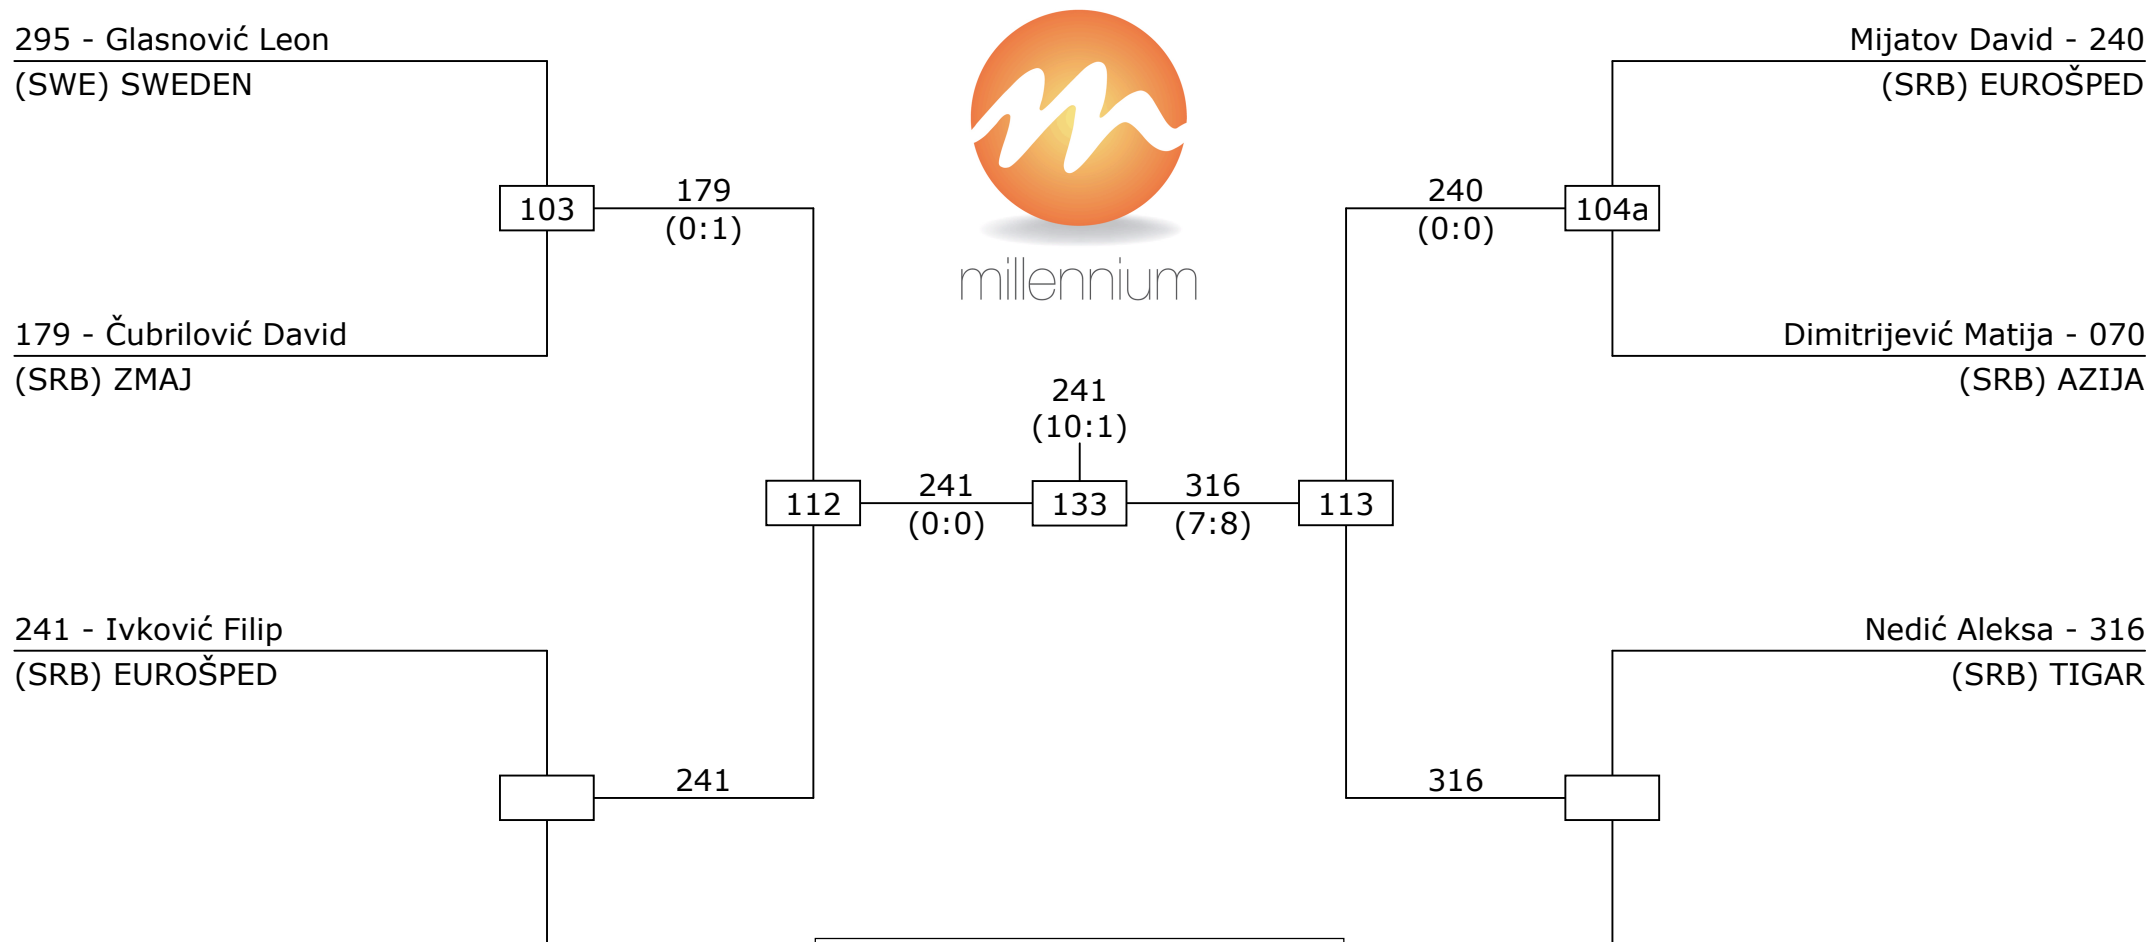 295 - Glasnović Leon
(SWE) SWEDEN
Mijatov David - 240
(SRB) EUROŠPED
millennium
103
179
(0:1)
240
(0:0)
104a
179 - Čubrilović David
(SRB) ZMAJ
Dimitrijević Matija - 070
(SRB) AZIJA
241
(10:1)
112
241
(0:0)
133
316
(7:8)
113
241 - Ivković Filip
(SRB) EUROŠPED
Nedić Aleksa - 316
(SRB) TIGAR
241
316